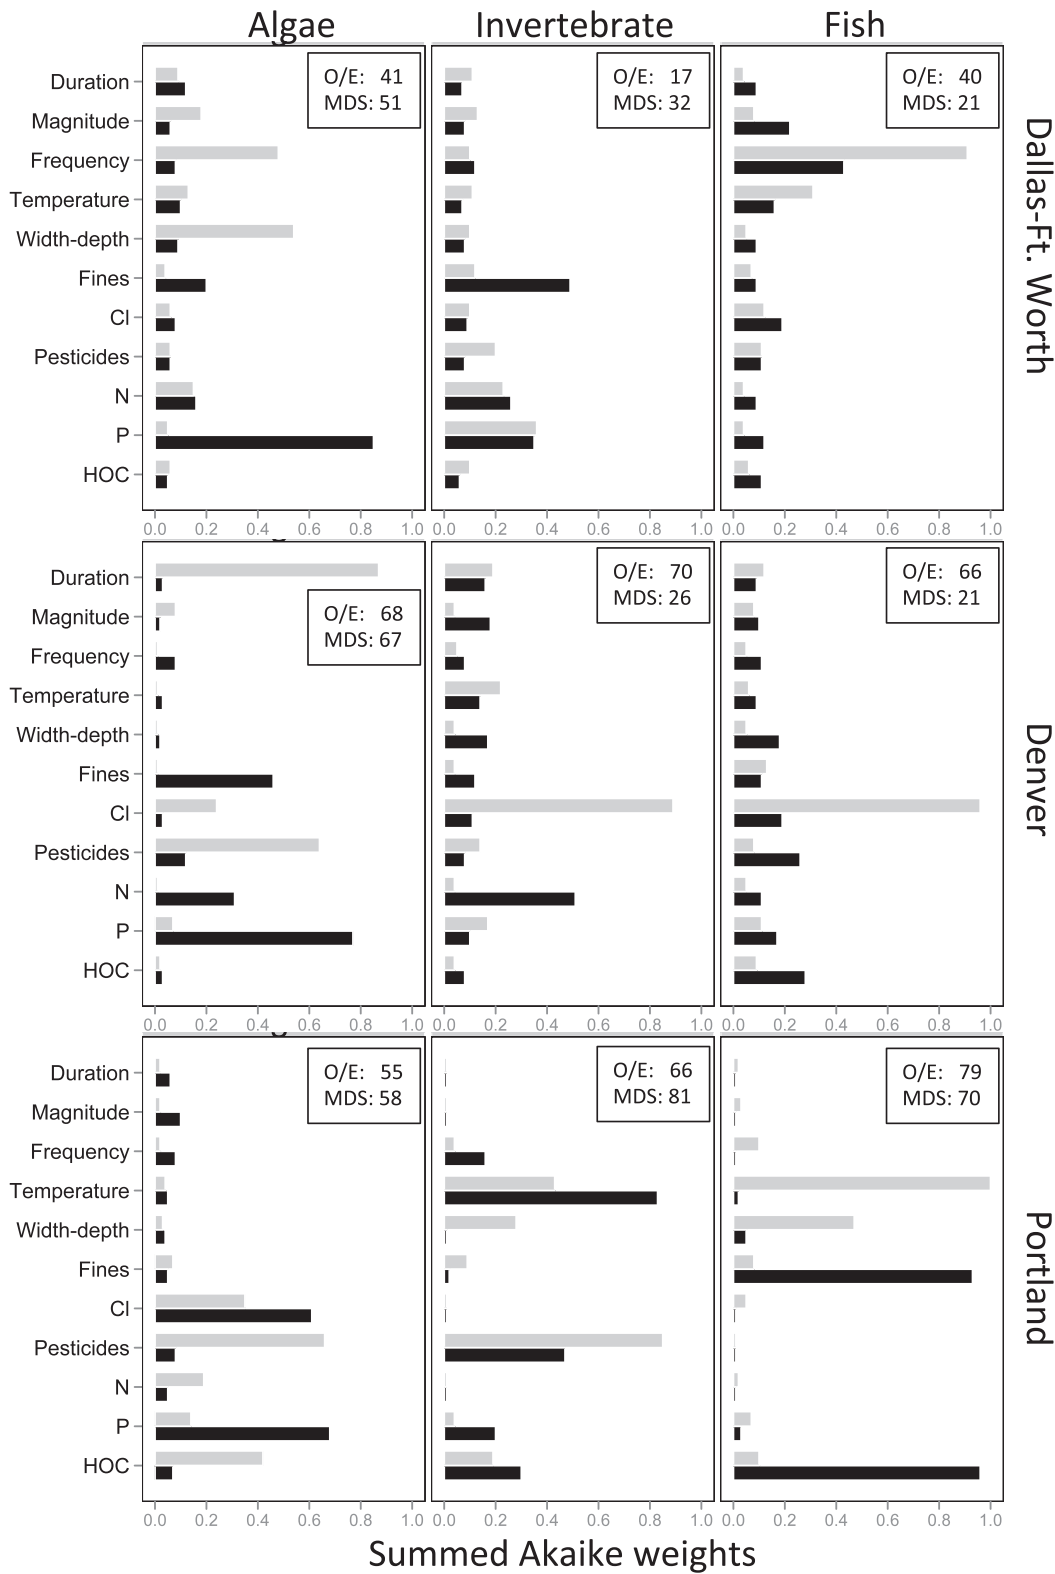 Algae Invertebrate Fish
Duration
Magnitude
Frequency
Temperature
Width-depth
Fines
Cl
Pesticides
N
P
HOC
O/E: 41
MDS: 51
O/E: 17
MDS: 32
O/E: 40
MDS: 21
Dallas-Ft. Worth
0.0 0.2 0.4 0.6 0.8 1.0 0.0 0.2 0.4 0.6 0.8 1.0 0.0 0.2 0.4 0.6 0.8 1.0
Duration
Magnitude
Frequency
Temperature
Width-depth
Fines
Cl
Pesticides
N
P
HOC
O/E: 68
MDS: 67
O/E: 70
MDS: 26
O/E: 66
MDS: 21
Denver
0.0 0.2 0.4 0.6 0.8 1.0 0.0 0.2 0.4 0.6 0.8 1.0 0.0 0.2 0.4 0.6 0.8 1.0
Duration
Magnitude
Frequency
Temperature
Width-depth
Fines
Cl
Pesticides
N
P
HOC
O/E: 55
MDS: 58
O/E: 66
MDS: 81
O/E: 79
MDS: 70
Portland
0.0 0.2 0.4 0.6 0.8 1.0 0.0 0.2 0.4 0.6 0.8 1.0 0.0 0.2 0.4 0.6 0.8 1.0
Summed Akaike weights